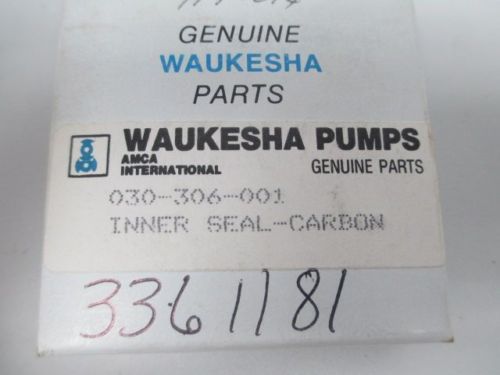 GENUINE
WAUKESHA
PARTS
WAUKESHA PUMPS
AMCA
INTERNATIONAL
GENUINE PARTS
030-306-001
INNER SEAL-CARBON
3361181